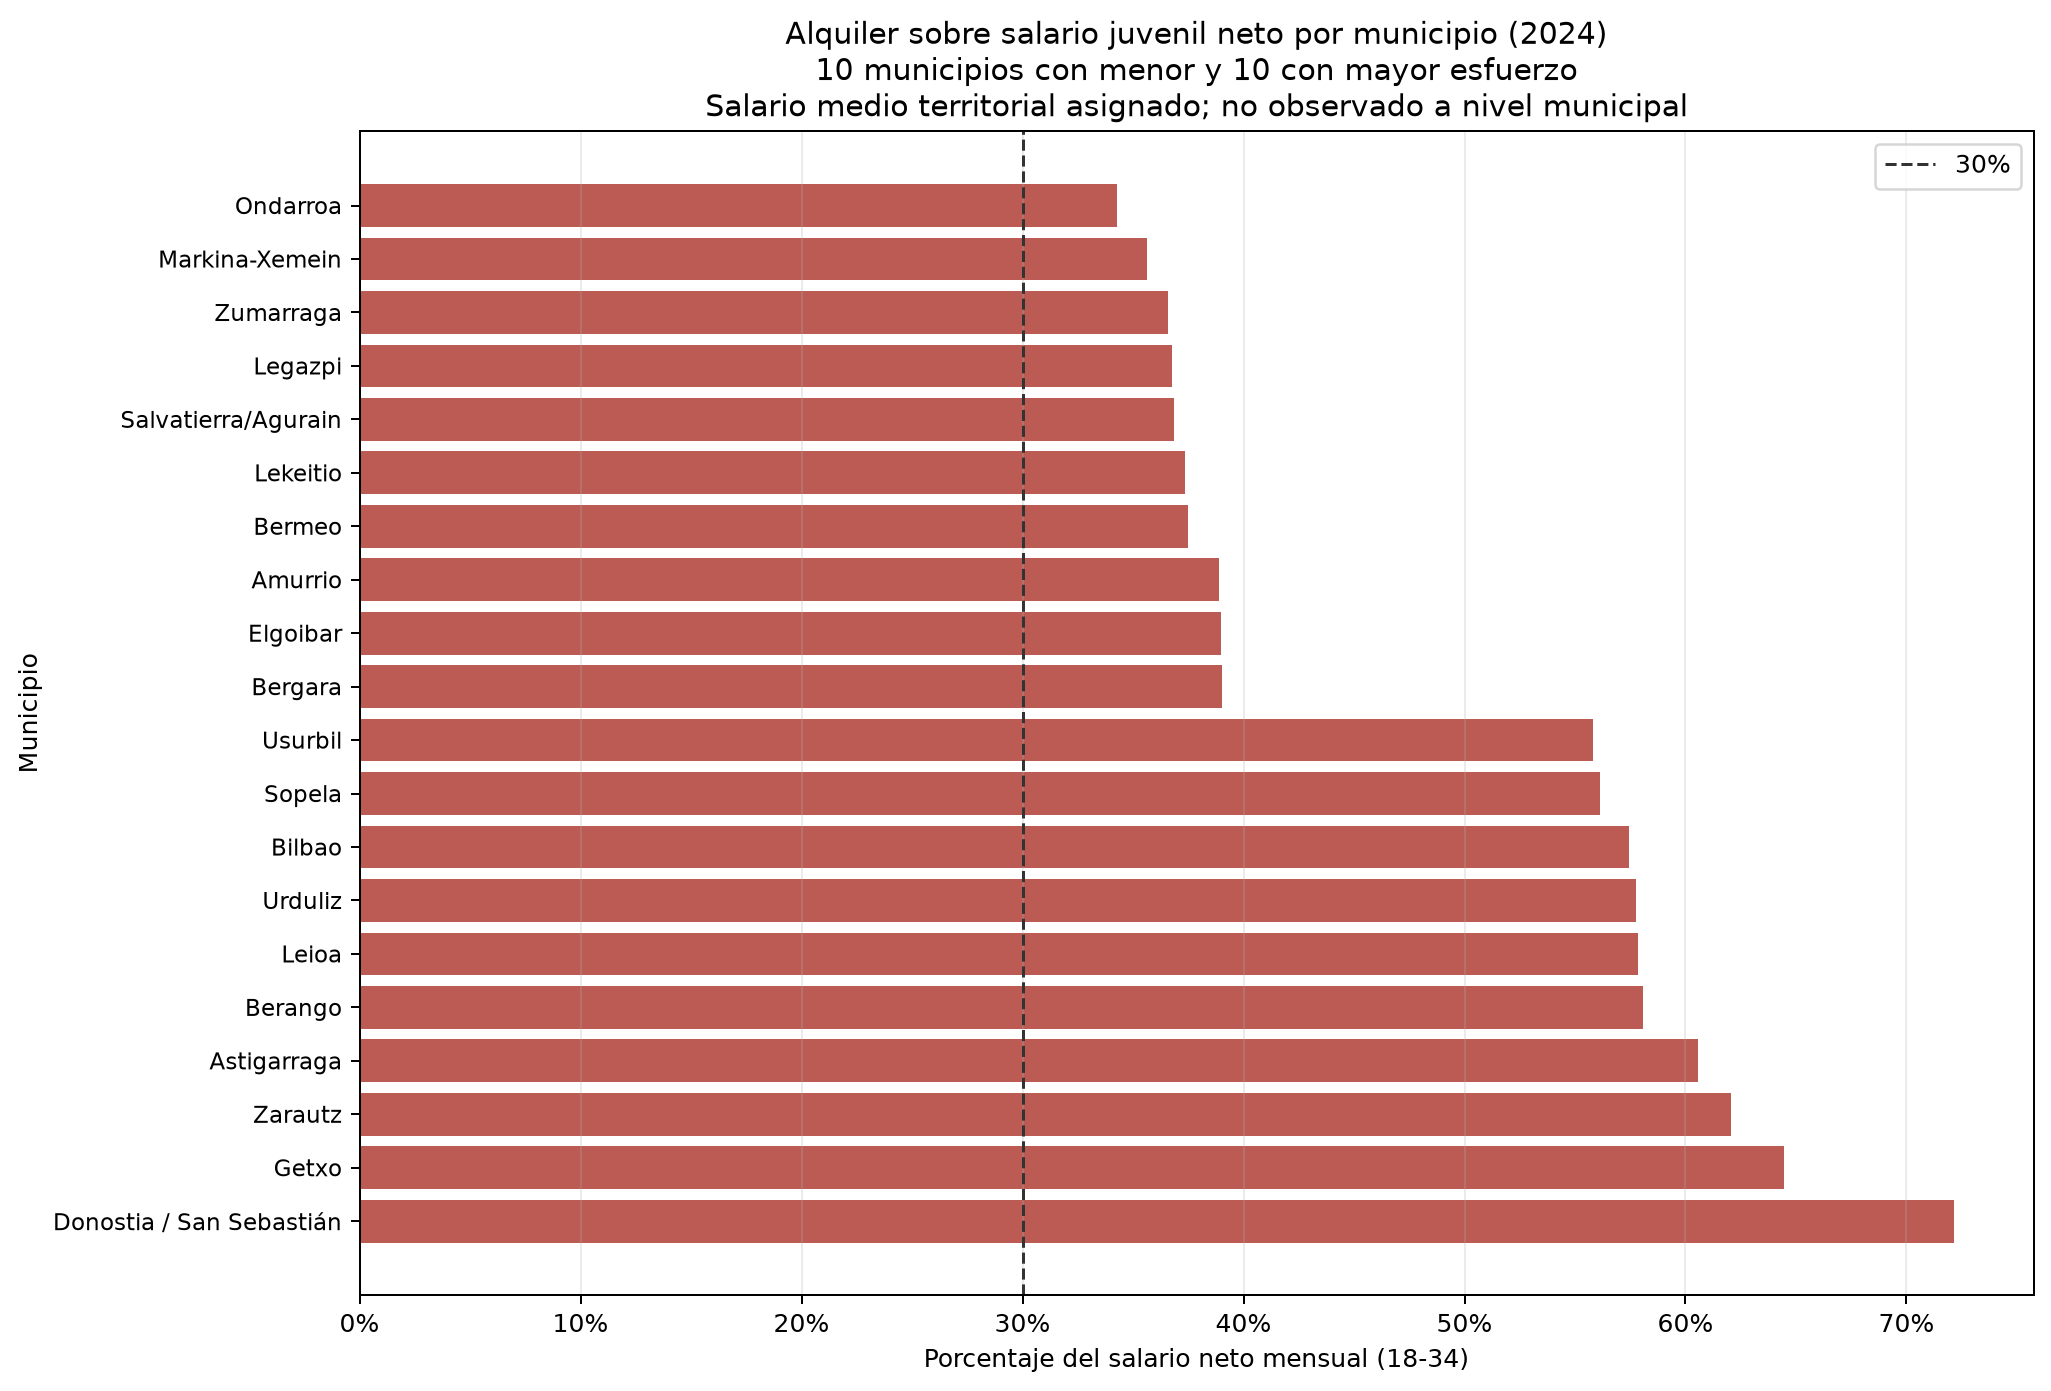 Alquiler sobre salario juvenil neto por municipio (2024)
10 municipios con menor y 10 con mayor esfuerzo
Salario medio territorial asignado; no observado a nivel municipal
30%
Municipio
Ondarroa
Markina-Xemein
Zumarraga
Legazpi
Salvatierra/Agurain
Lekeitio
Bermeo
Amurrio
Elgoibar
Bergara
Usurbil
Sopela
Bilbao
Urduliz
Leioa
Berango
Astigarraga
Zarautz
Getxo
Donostia / San Sebastián
0% 10% 20% 30% 40% 50% 60% 70%
Porcentaje del salario neto mensual (18-34)